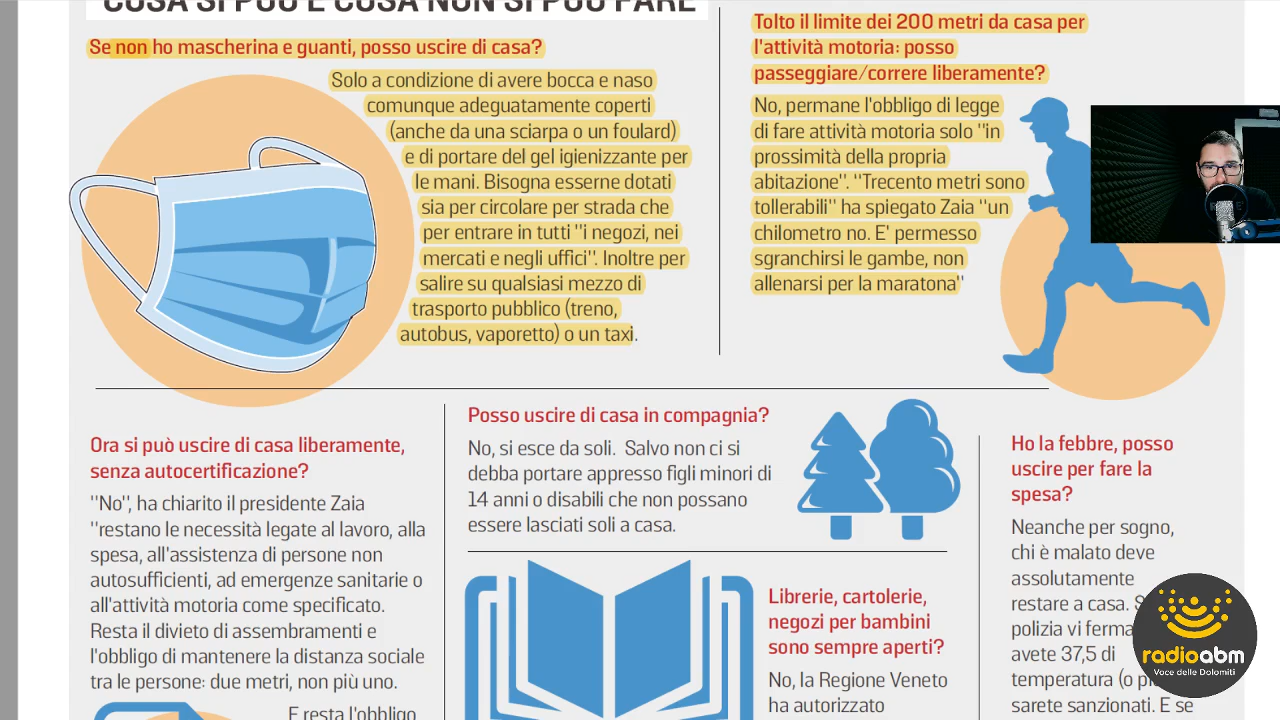 COSA SI PUÒ E COSA NON SI PUÒ FARE
Se non ho mascherina e guanti, posso uscire di casa?
Solo a condizione di avere bocca e naso
comunque adeguatamente coperti
(anche da una sciarpa o un foulard)
e di portare del gel igienizzante per
le mani. Bisogna esserne dotati
sia per circolare per strada che
per entrare in tutti "i negozi, nei
mercati e negli uffici". Inoltre per
salire su qualsiasi mezzo di
trasporto pubblico (treno,
autobus, vaporetto) o un taxi.
Tolto il limite dei 200 metri da casa per
l'attività motoria: posso
passeggiare/correre liberamente?
No, permane l'obbligo di legge
di fare attività motoria solo "in
prossimità della propria
abitazione". "Trecento metri sono
tollerabili" ha spiegato Zaia "un
chilometro no. E' permesso
sgranchirsi le gambe, non
allenarsi per la maratona"
Ora si può uscire di casa liberamente,
senza autocertificazione?
"No", ha chiarito il presidente Zaia
"restano le necessità legate al lavoro, alla
spesa, all'assistenza di persone non
autosufficienti, ad emergenze sanitarie o
all'attività motoria come specificato.
Resta il divieto di assembramenti e
l'obbligo di mantenere la distanza sociale
tra le persone: due metri, non più uno.
E resta l'obbligo
Posso uscire di casa in compagnia?
No, si esce da soli. Salvo non ci si
debba portare appresso figli minori di
14 anni o disabili che non possano
essere lasciati soli a casa.
Librerie, cartolerie,
negozi per bambini
sono sempre aperti?
No, la Regione Veneto
ha autorizzato
Ho la febbre, posso
uscire per fare la
spesa?
Neanche per sogno,
chi è malato deve
assolutamente
restare a casa.
polizia vi
avete 37,5 di
temperatura (o
sarete sanzionati. E se
radioabm
Voce delle Dolomiti